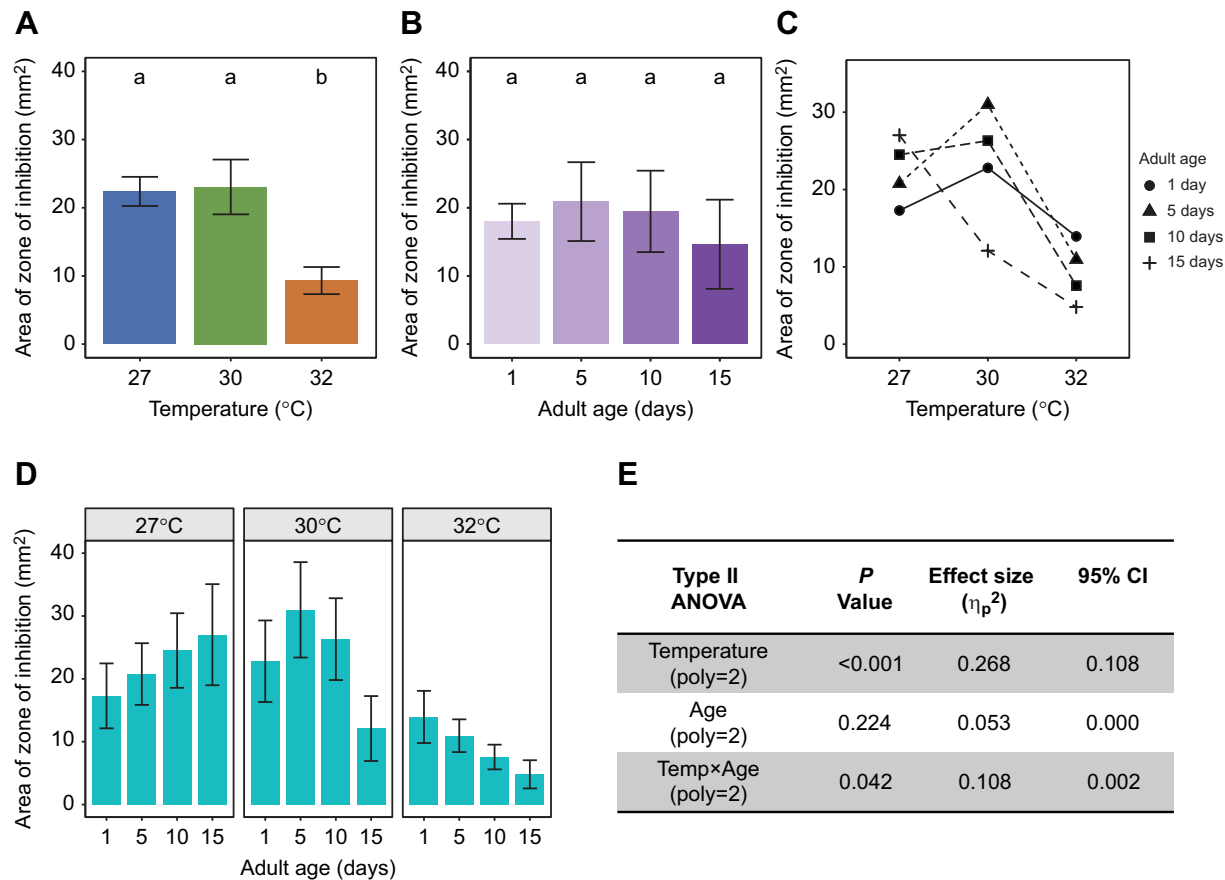 A
Area of zone of inhibition (mm²)
40
30
20
10
0
a a b
27 30 32
Temperature (°C)
B
Area of zone of inhibition (mm²)
40
30
20
10
0
a a a a
1 5 10 15
Adult age (days)
C
Area of zone of inhibition (mm²)
30
20
10
0
27 30 32
Temperature (°C)
Adult age
1 day
5 days
10 days
15 days
D
Area of zone of inhibition (mm²)
40
30
20
10
0
27°C 30°C 32°C
1 5 10 15 1 5 10 15 1 5 10 15
Adult age (days)
E
Type II P Effect size 95% CI
ANOVA Value (ηp²)
Temperature
(poly=2) <0.001 0.268 0.108
Age
(poly=2) 0.224 0.053 0.000
Temp×Age
(poly=2) 0.042 0.108 0.002